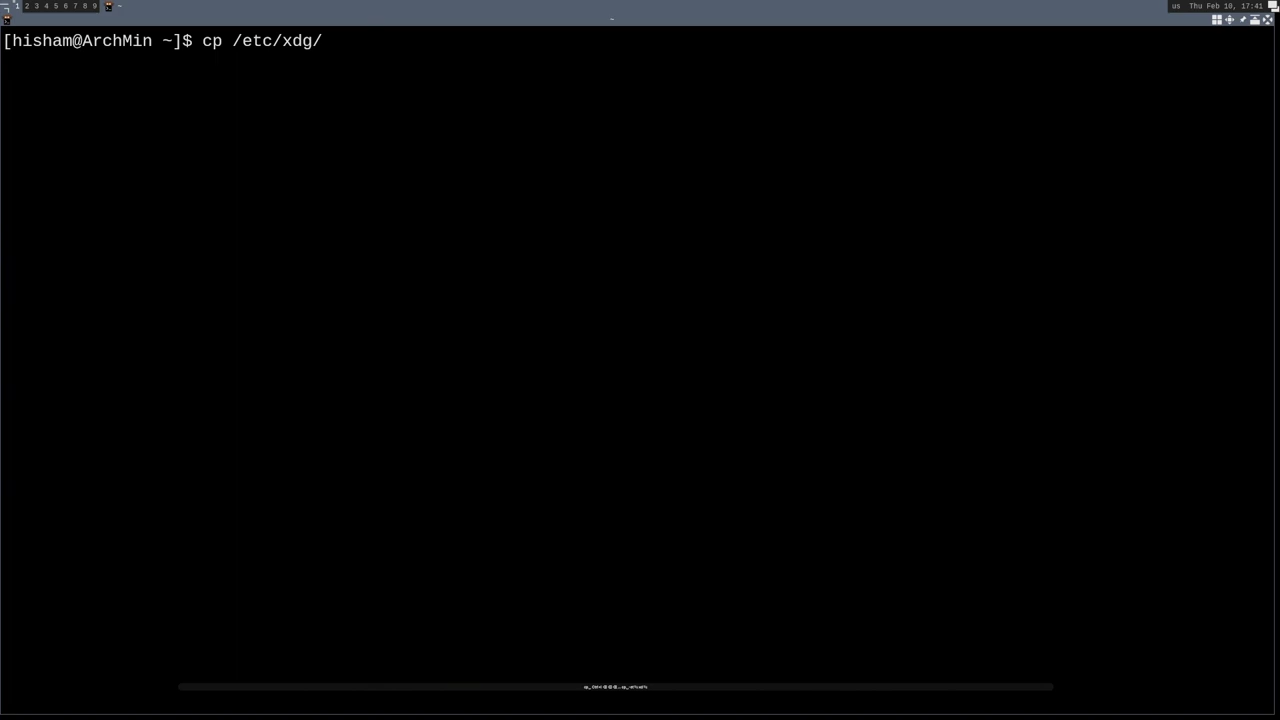 1 2 3 4 5 6 7 8 9 ~
us Thu Feb 10, 17:41
~
[hisham@ArchMin ~]$ cp /etc/xdg/